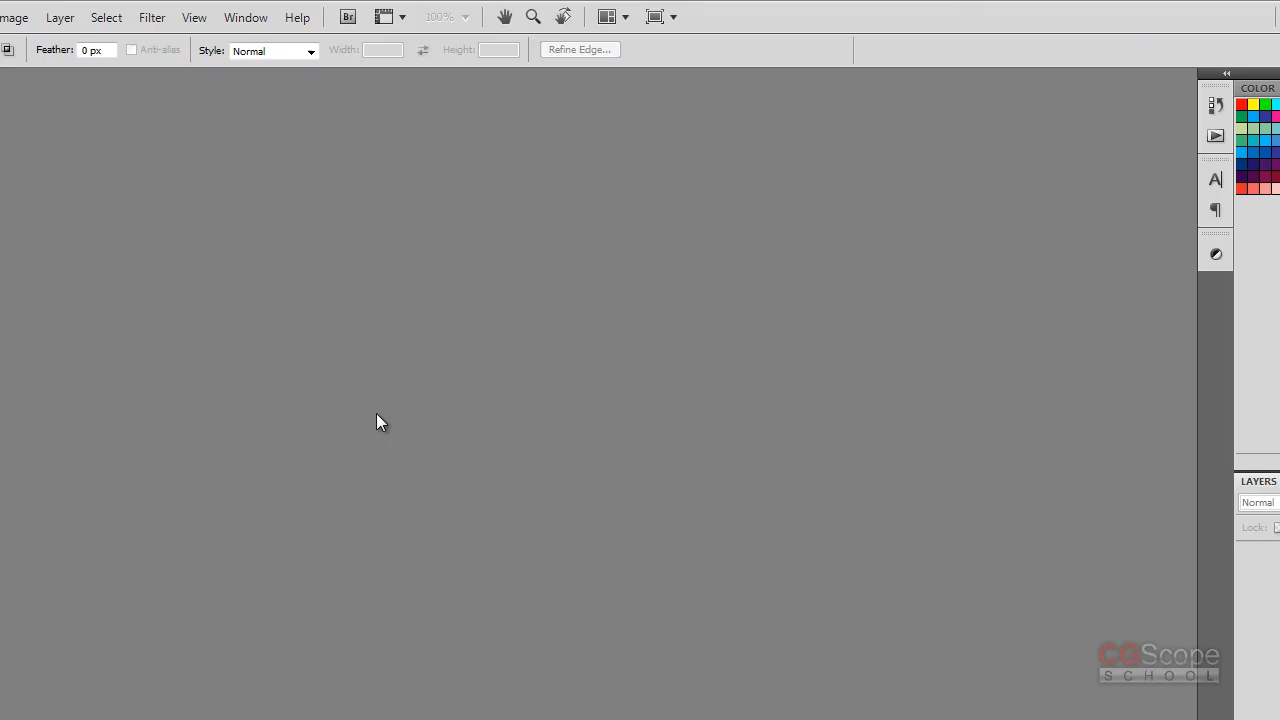 mage Layer Select Filter View Window Help Br 100%
Feather: 0 px Anti-alias Style: Normal Width: Height: Refine Edge...
COLOR
A
LAYERS
Normal
Lock:
CGScope
SCHOOL